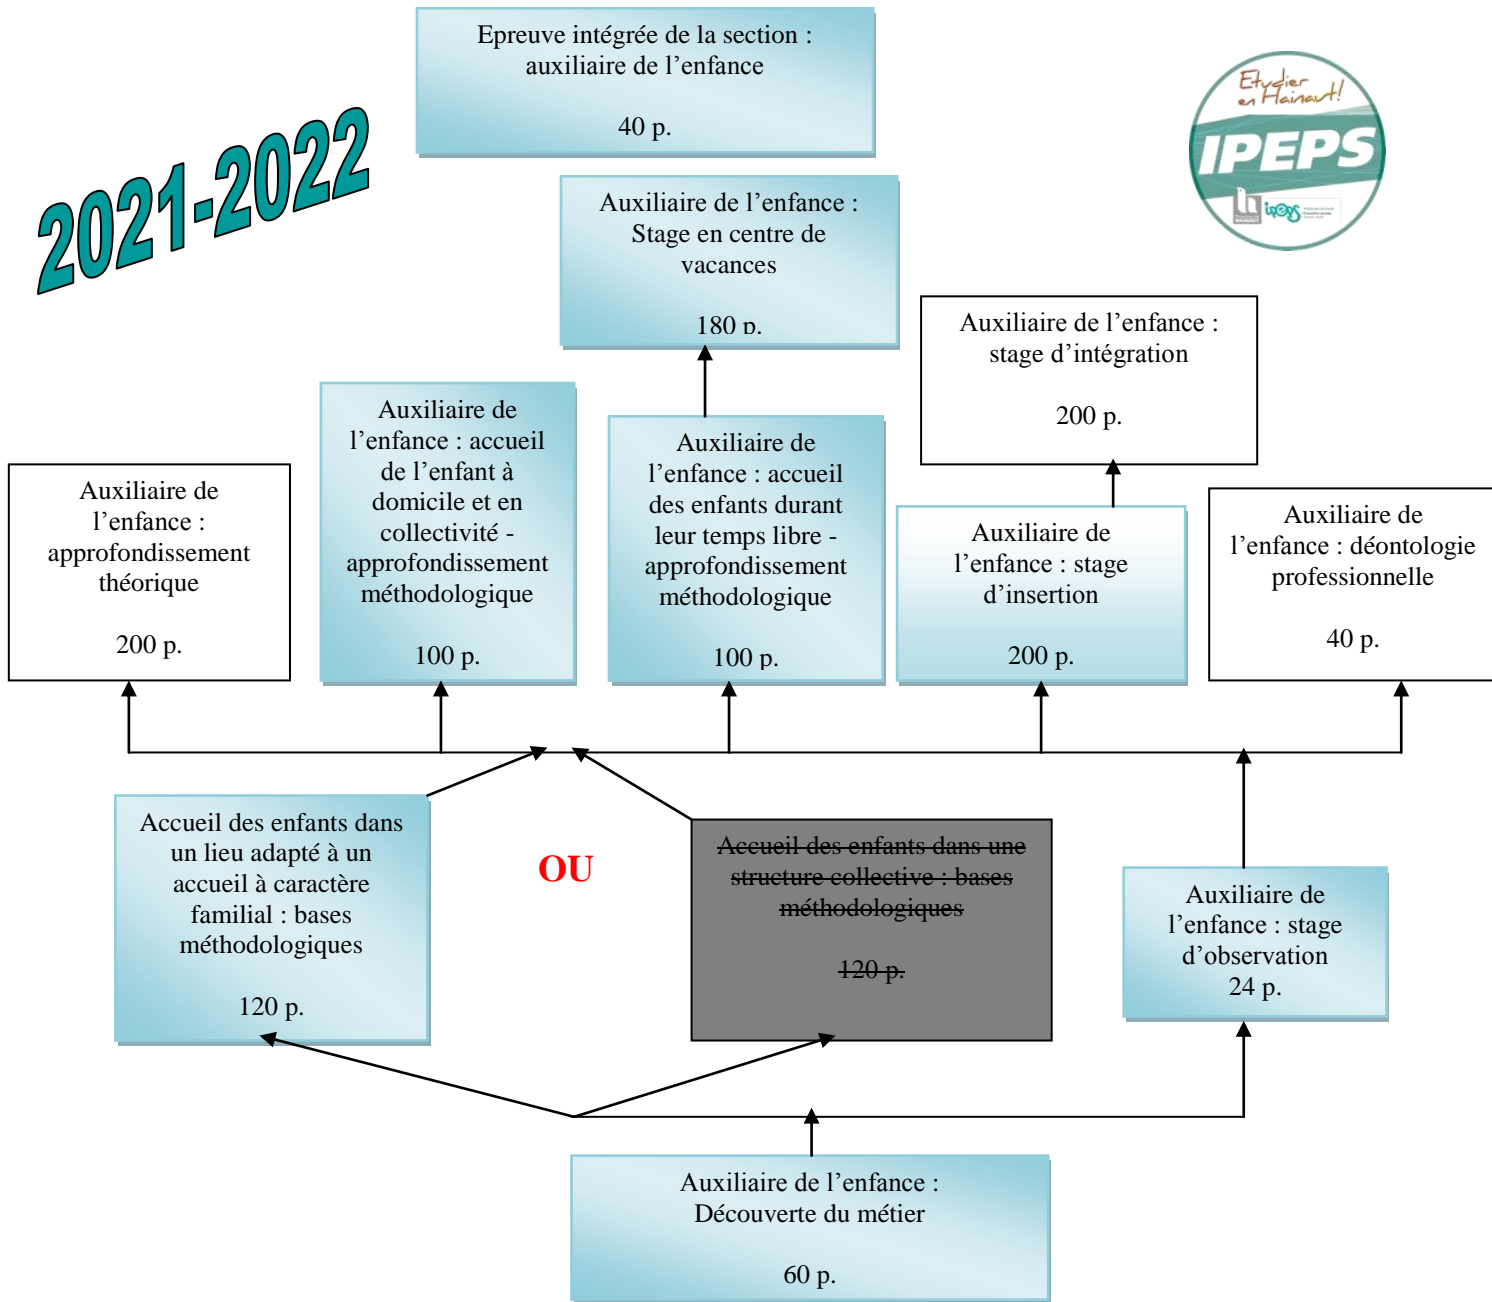 Epreuve intégrée de la section :
auxiliaire de l’enfance
40 p.
2021-2022
Etudier
en Hainaut!
IPEPS
ipeps
Auxiliaire de l’enfance :
Stage en centre de
vacances
180 p.
Auxiliaire de l’enfance :
stage d’intégration
200 p.
Auxiliaire de
l’enfance :
approfondissement
théorique
200 p.
Auxiliaire de
l’enfance : accueil
de l’enfant à
domicile et en
collectivité -
approfondissement
méthodologique
100 p.
Auxiliaire de
l’enfance : accueil
des enfants durant
leur temps libre -
approfondissement
méthodologique
100 p.
Auxiliaire de
l’enfance : stage
d’insertion
200 p.
Auxiliaire de
l’enfance : déontologie
professionnelle
40 p.
Accueil des enfants dans
un lieu adapté à un
accueil à caractère
familial : bases
méthodologiques
120 p.
OU
Accueil des enfants dans une
structure collective : bases
méthodologiques
120 p.
Auxiliaire de
l’enfance : stage
d’observation
24 p.
Auxiliaire de l’enfance :
Découverte du métier
60 p.